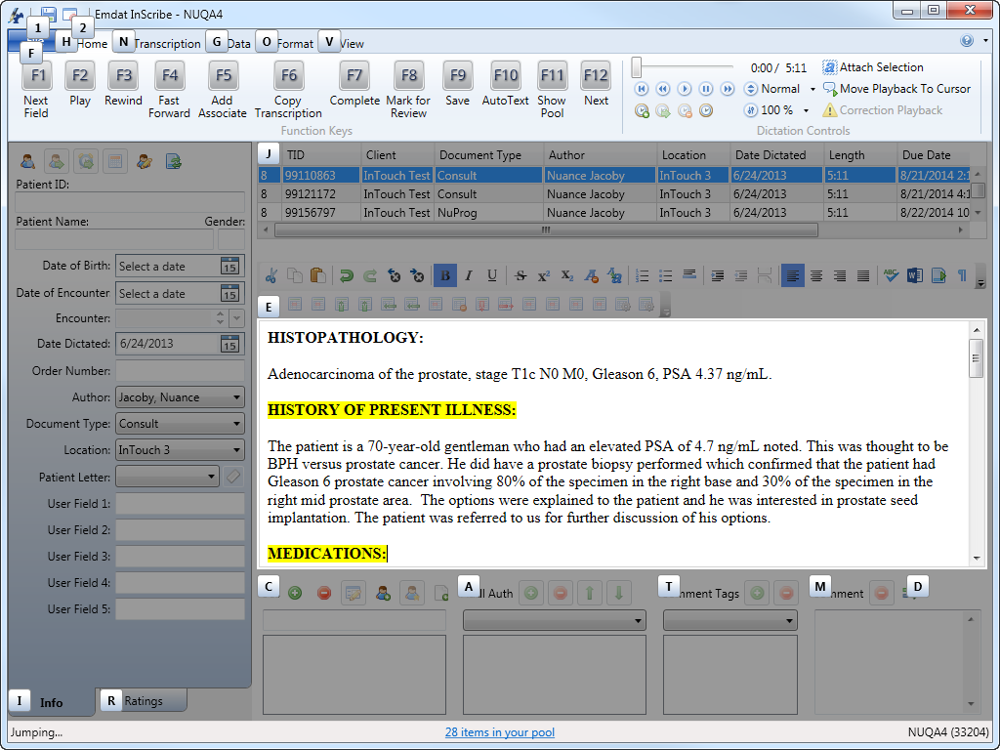 Emdat InScribe - NUQA4
1 2
F H Home N Transcription G Data O Format V View
F1 F2 F3 F4 F5 F6 F7 F8 F9 F10 F11 F12
Next Field
Play
Rewind
Fast Forward
Add Associate
Copy Transcription
Complete
Mark for Review
Save
AutoText
Show Pool
Next
Function Keys
0:00 / 5:11
Attach Selection
Normal
Move Playback To Cursor
100 %
Correction Playback
Dictation Controls
Patient ID:
Patient Name: Gender:
Date of Birth: Select a date 15
Date of Encounter Select a date 15
Encounter:
Date Dictated: 6/24/2013 15
Order Number:
Author: Jacoby, Nuance
Document Type: Consult
Location: InTouch 3
Patient Letter:
User Field 1:
User Field 2:
User Field 3:
User Field 4:
User Field 5:
I Info R Ratings
J TID Client Document Type Author Location Date Dictated Length Due Date
8 99110863 InTouch Test Consult Nuance Jacoby InTouch 3 6/24/2013 5:11 8/21/2014 2:1
8 99121172 InTouch Test Consult Nuance Jacoby InTouch 3 6/24/2013 5:11 8/21/2014 4:1
8 99156797 InTouch Test NuProg Nuance Jacoby InTouch 3 6/24/2013 5:11 8/22/2014 10
B I U S x² X₂ ABC W ¶
E
HISTOPATHOLOGY:
Adenocarcinoma of the prostate, stage T1c N0 M0, Gleason 6, PSA 4.37 ng/mL.
HISTORY OF PRESENT ILLNESS:
The patient is a 70-year-old gentleman who had an elevated PSA of 4.7 ng/mL noted. This was thought to be
BPH versus prostate cancer. He did have a prostate biopsy performed which confirmed that the patient had
Gleason 6 prostate cancer involving 80% of the specimen in the right base and 30% of the specimen in the
right mid prostate area. The options were explained to the patient and he was interested in prostate seed
implantation. The patient was referred to us for further discussion of his options.
MEDICATIONS:
C A ll Auth T mment Tags M mment D
Jumping...
28 items in your pool
NUQA4 (33204)